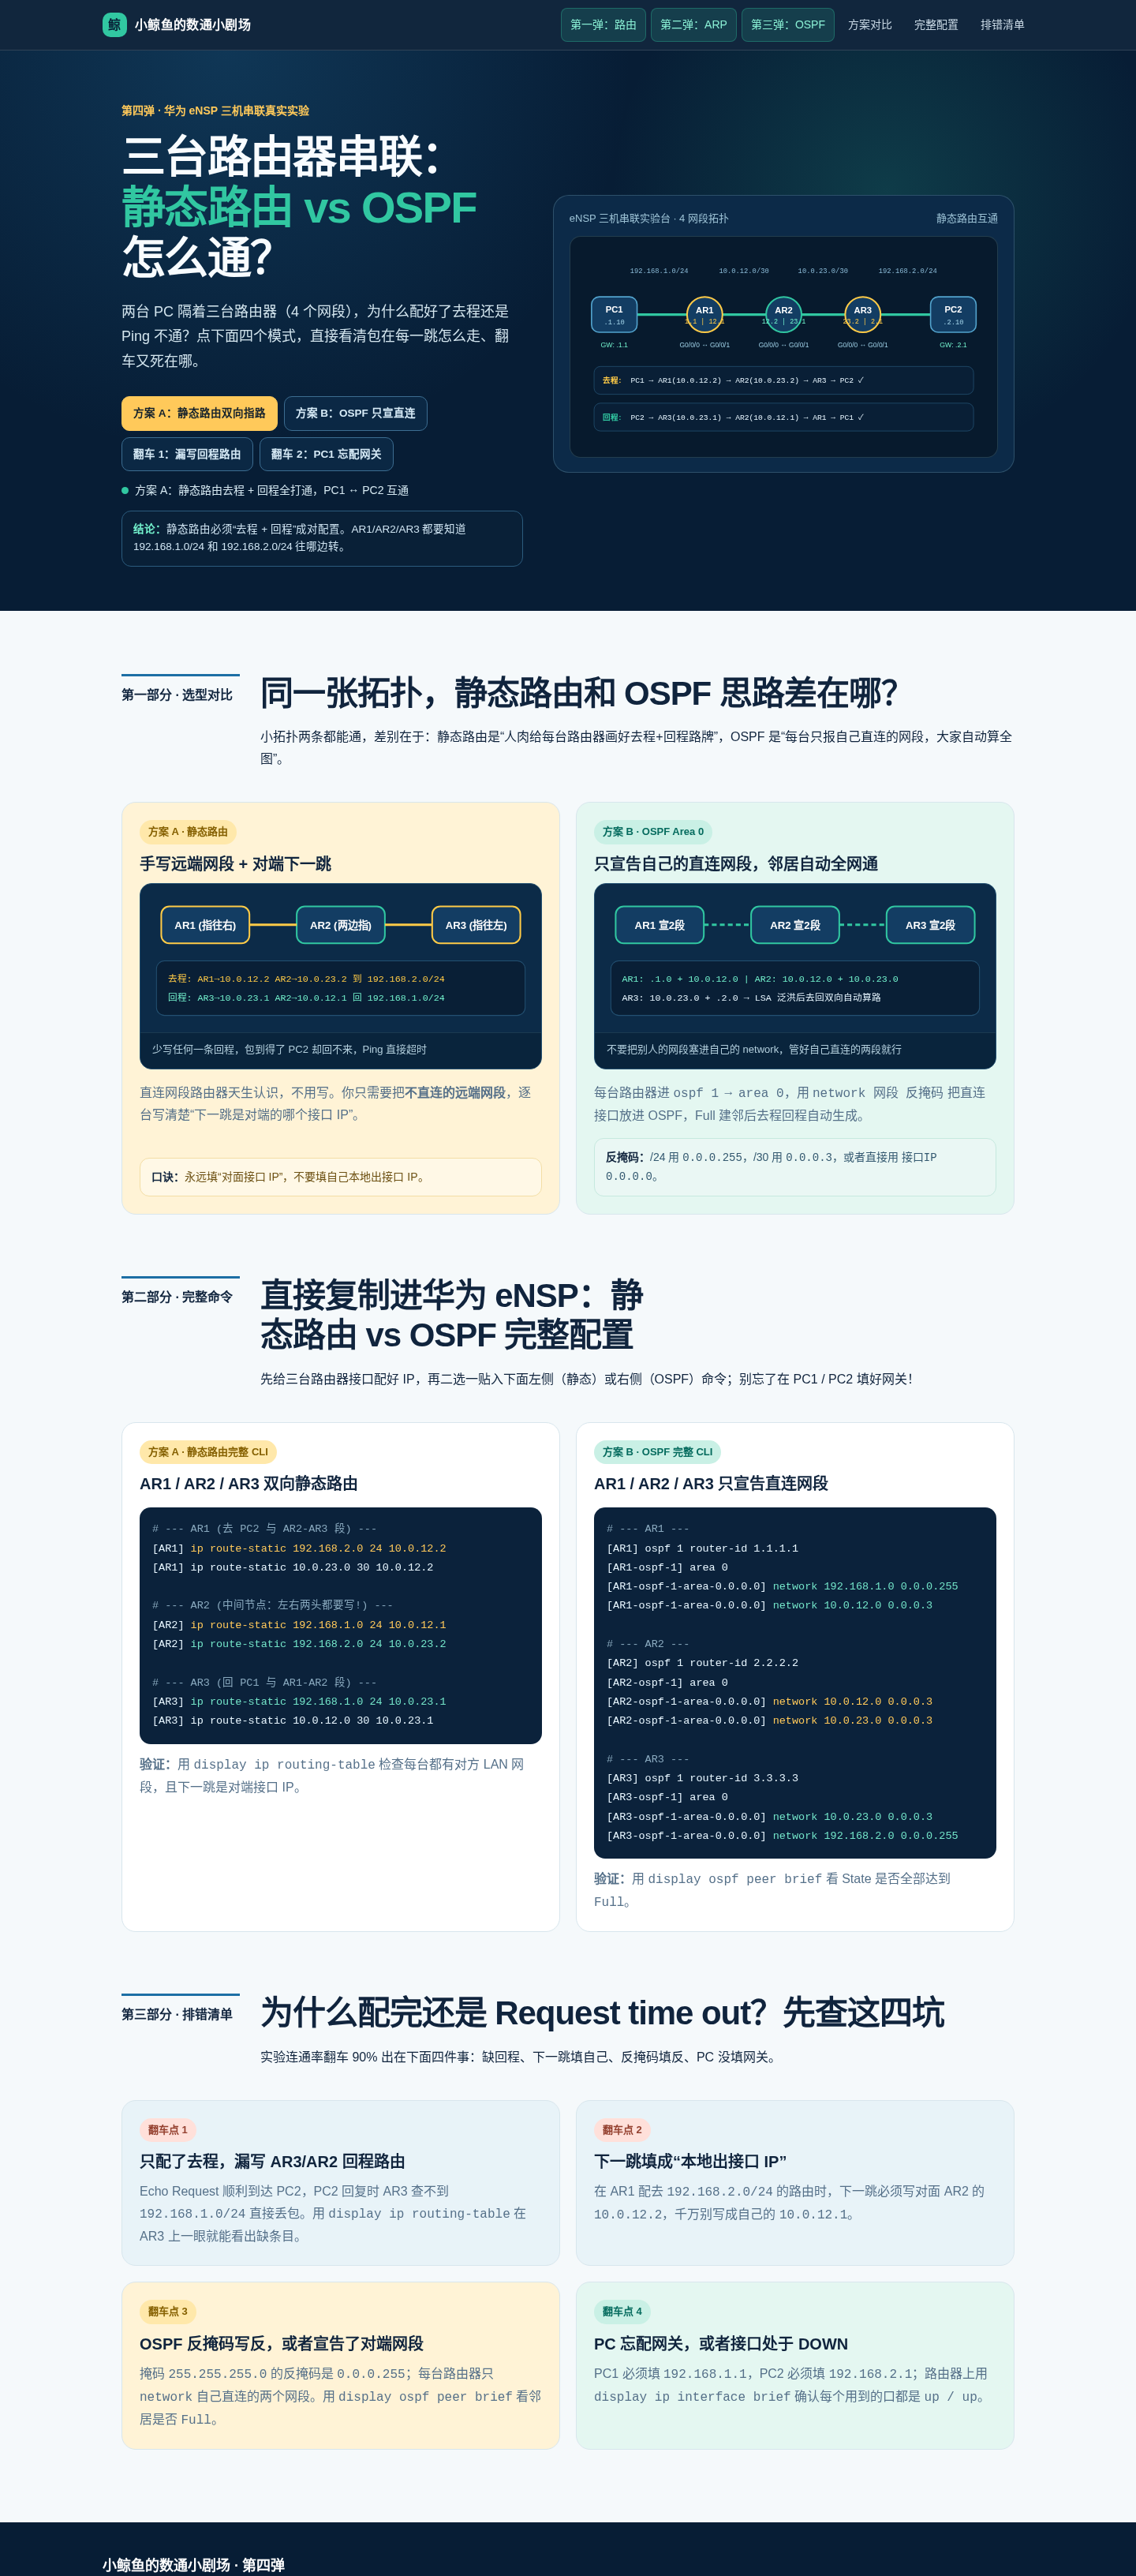 鲸 小鲸鱼的数通小剧场
第一弹：路由 第二弹：ARP 第三弹：OSPF 方案对比 完整配置 排错清单
第四弹 · 华为 eNSP 三机串联真实实验
三台路由器串联：
静态路由 vs OSPF
怎么通？
两台 PC 隔着三台路由器（4 个网段），为什么配好了去程还是
Ping 不通？点下面四个模式，直接看清包在每一跳怎么走、翻
车又死在哪。
方案 A：静态路由双向指路 方案 B：OSPF 只宣直连
翻车 1：漏写回程路由 翻车 2：PC1 忘配网关
方案 A：静态路由去程 + 回程全打通，PC1 ↔ PC2 互通
结论：静态路由必须“去程 + 回程”成对配置。AR1/AR2/AR3 都要知道
192.168.1.0/24 和 192.168.2.0/24 往哪边转。
eNSP 三机串联实验台 · 4 网段拓扑 静态路由互通
192.168.1.0/24 10.0.12.0/30 10.0.23.0/30 192.168.2.0/24
PC1 AR1 AR2 AR3 PC2
.1.10 1.1 | 12.1 12.2 | 23.1 23.2 | 2.1 .2.10
GW: .1.1 G0/0/0 ↔ G0/0/1 G0/0/0 ↔ G0/0/1 G0/0/0 ↔ G0/0/1 GW: .2.1
去程: PC1 → AR1(10.0.12.2) → AR2(10.0.23.2) → AR3 → PC2 ✓
回程: PC2 → AR3(10.0.23.1) → AR2(10.0.12.1) → AR1 → PC1 ✓
第一部分 · 选型对比
同一张拓扑，静态路由和 OSPF 思路差在哪？
小拓扑两条都能通，差别在于：静态路由是“人肉给每台路由器画好去程+回程路牌”，OSPF 是“每台只报自己直连的网段，大家自动算全
图”。
方案 A · 静态路由
手写远端网段 + 对端下一跳
AR1 (指往右) AR2 (两边指) AR3 (指往左)
去程: AR1→10.0.12.2 AR2→10.0.23.2 到 192.168.2.0/24
回程: AR3→10.0.23.1 AR2→10.0.12.1 回 192.168.1.0/24
少写任何一条回程，包到得了 PC2 却回不来，Ping 直接超时
直连网段路由器天生认识，不用写。你只需要把不直连的远端网段，逐
台写清楚“下一跳是对端的哪个接口 IP”。
口诀：永远填“对面接口 IP”，不要填自己本地出接口 IP。
方案 B · OSPF Area 0
只宣告自己的直连网段，邻居自动全网通
AR1 宣2段 AR2 宣2段 AR3 宣2段
AR1: .1.0 + 10.0.12.0 | AR2: 10.0.12.0 + 10.0.23.0
AR3: 10.0.23.0 + .2.0 → LSA 泛洪后去回双向自动算路
不要把别人的网段塞进自己的 network，管好自己直连的两段就行
每台路由器进 ospf 1 → area 0，用 network 网段 反掩码 把直连
接口放进 OSPF，Full 建邻后去程回程自动生成。
反掩码：/24 用 0.0.0.255，/30 用 0.0.0.3，或者直接用 接口IP
0.0.0.0。
第二部分 · 完整命令
直接复制进华为 eNSP：静
态路由 vs OSPF 完整配置
先给三台路由器接口配好 IP，再二选一贴入下面左侧（静态）或右侧（OSPF）命令；别忘了在 PC1 / PC2 填好网关！
方案 A · 静态路由完整 CLI
AR1 / AR2 / AR3 双向静态路由
# --- AR1 (去 PC2 与 AR2-AR3 段) ---
[AR1] ip route-static 192.168.2.0 24 10.0.12.2
[AR1] ip route-static 10.0.23.0 30 10.0.12.2
# --- AR2 (中间节点: 左右两头都要写!) ---
[AR2] ip route-static 192.168.1.0 24 10.0.12.1
[AR2] ip route-static 192.168.2.0 24 10.0.23.2
# --- AR3 (回 PC1 与 AR1-AR2 段) ---
[AR3] ip route-static 192.168.1.0 24 10.0.23.1
[AR3] ip route-static 10.0.12.0 30 10.0.23.1
验证：用 display ip routing-table 检查每台都有对方 LAN 网
段，且下一跳是对端接口 IP。
方案 B · OSPF 完整 CLI
AR1 / AR2 / AR3 只宣告直连网段
# --- AR1 ---
[AR1] ospf 1 router-id 1.1.1.1
[AR1-ospf-1] area 0
[AR1-ospf-1-area-0.0.0.0] network 192.168.1.0 0.0.0.255
[AR1-ospf-1-area-0.0.0.0] network 10.0.12.0 0.0.0.3
# --- AR2 ---
[AR2] ospf 1 router-id 2.2.2.2
[AR2-ospf-1] area 0
[AR2-ospf-1-area-0.0.0.0] network 10.0.12.0 0.0.0.3
[AR2-ospf-1-area-0.0.0.0] network 10.0.23.0 0.0.0.3
# --- AR3 ---
[AR3] ospf 1 router-id 3.3.3.3
[AR3-ospf-1] area 0
[AR3-ospf-1-area-0.0.0.0] network 10.0.23.0 0.0.0.3
[AR3-ospf-1-area-0.0.0.0] network 192.168.2.0 0.0.0.255
验证：用 display ospf peer brief 看 State 是否全部达到
Full。
第三部分 · 排错清单
为什么配完还是 Request time out？先查这四坑
实验连通率翻车 90% 出在下面四件事：缺回程、下一跳填自己、反掩码填反、PC 没填网关。
翻车点 1
只配了去程，漏写 AR3/AR2 回程路由
Echo Request 顺利到达 PC2，PC2 回复时 AR3 查不到
192.168.1.0/24 直接丢包。用 display ip routing-table 在
AR3 上一眼就能看出缺条目。
翻车点 2
下一跳填成“本地出接口 IP”
在 AR1 配去 192.168.2.0/24 的路由时，下一跳必须写对面 AR2 的
10.0.12.2，千万别写成自己的 10.0.12.1。
翻车点 3
OSPF 反掩码写反，或者宣告了对端网段
掩码 255.255.255.0 的反掩码是 0.0.0.255；每台路由器只
network 自己直连的两个网段。用 display ospf peer brief 看邻
居是否 Full。
翻车点 4
PC 忘配网关，或者接口处于 DOWN
PC1 必须填 192.168.1.1，PC2 必须填 192.168.2.1；路由器上用
display ip interface brief 确认每个用到的口都是 up / up。
小鲸鱼的数通小剧场 · 第四弹